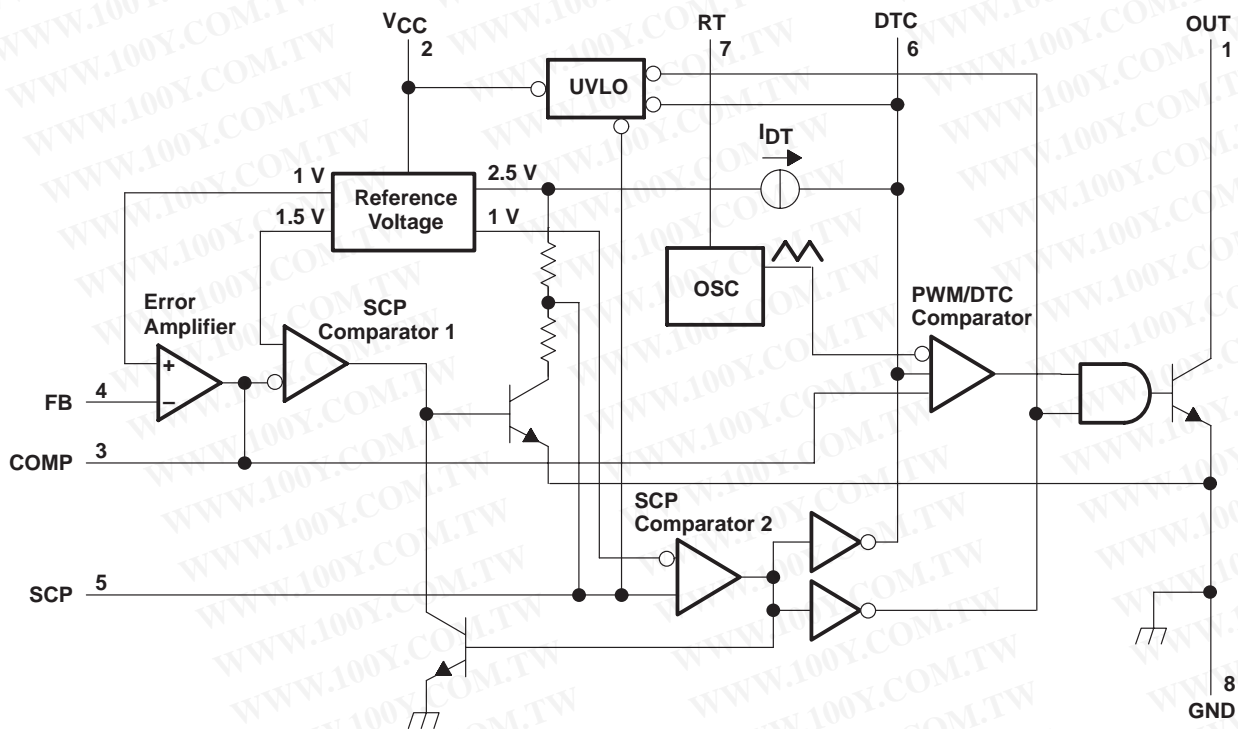 VCC
2
RT
7
DTC
6
OUT
1
UVLO
IDT
1 V
2.5 V
Reference
Voltage
1.5 V
1 V
OSC
Error
Amplifier
SCP
Comparator 1
PWM/DTC
Comparator
+
−
FB
4
COMP
3
SCP
Comparator 2
SCP
5
8
GND
WWW.100Y.COM.TW